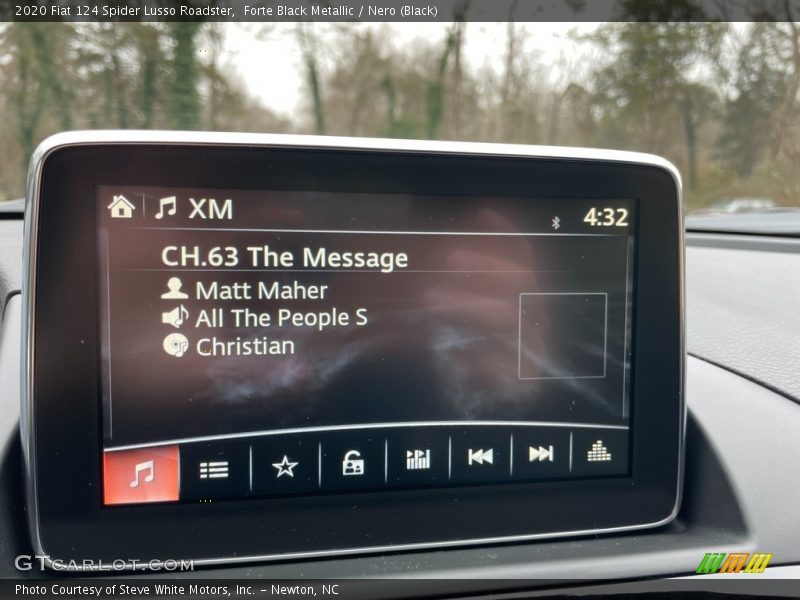 2020 Fiat 124 Spider Lusso Roadster,  Forte Black Metallic / Nero (Black)
XM
4:32
CH.63 The Message
Matt Maher
All The People S
Christian
GTcarlot.com
Photo Courtesy of Steve White Motors, Inc. – Newton, NC